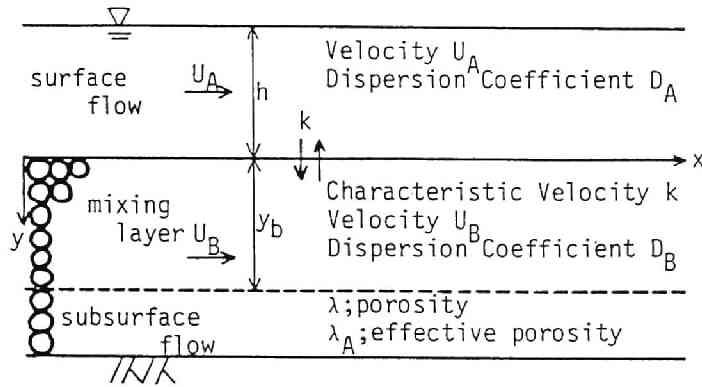 Velocity U_A
Dispersion Coefficient D_A
surface
flow
U_A
h
k
x
Characteristic Velocity k
Velocity U_B
Dispersion Coefficient D_B
mixing
layer U_B
y_b
y
λ;porosity
λ_A;effective porosity
subsurface
flow